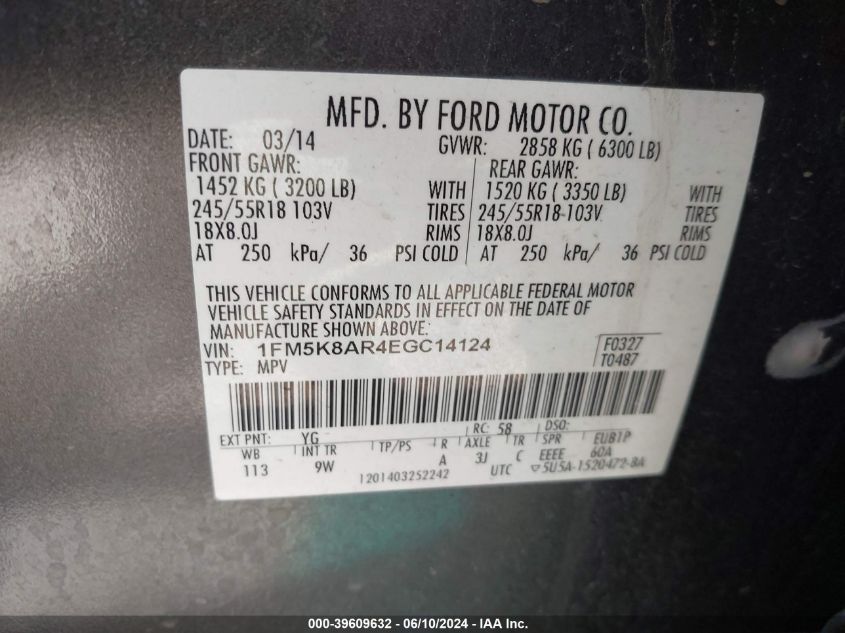 MFD. BY FORD MOTOR CO.
DATE: 03/14 GVWR: 2858 KG ( 6300 LB)
FRONT GAWR: REAR GAWR:
1452 KG ( 3200 LB) WITH 1520 KG ( 3350 LB) WITH
245/55R18 103V TIRES 245/55R18 103V TIRES
18X8.0J RIMS 18X8.0J RIMS
AT 250 kPa/ 36 PSI COLD AT 250 kPa/ 36 PSI COLD
THIS VEHICLE CONFORMS TO ALL APPLICABLE FEDERAL MOTOR
VEHICLE SAFETY STANDARDS IN EFFECT ON THE DATE OF
MANUFACTURE SHOWN ABOVE.
VIN: 1FM5K8AR4EGC14124 F0327
TYPE: MPV T0487
EXT PNT: YG RC: 58 DSO:
WB INT TR TP/PS R AXLE TR SPR EUB1P
113 9W A 3J C EEEE 60A
1201403252242 UTC ▽5U5A-1520472-BA
000-39609632 - 06/10/2024 - IAA Inc.